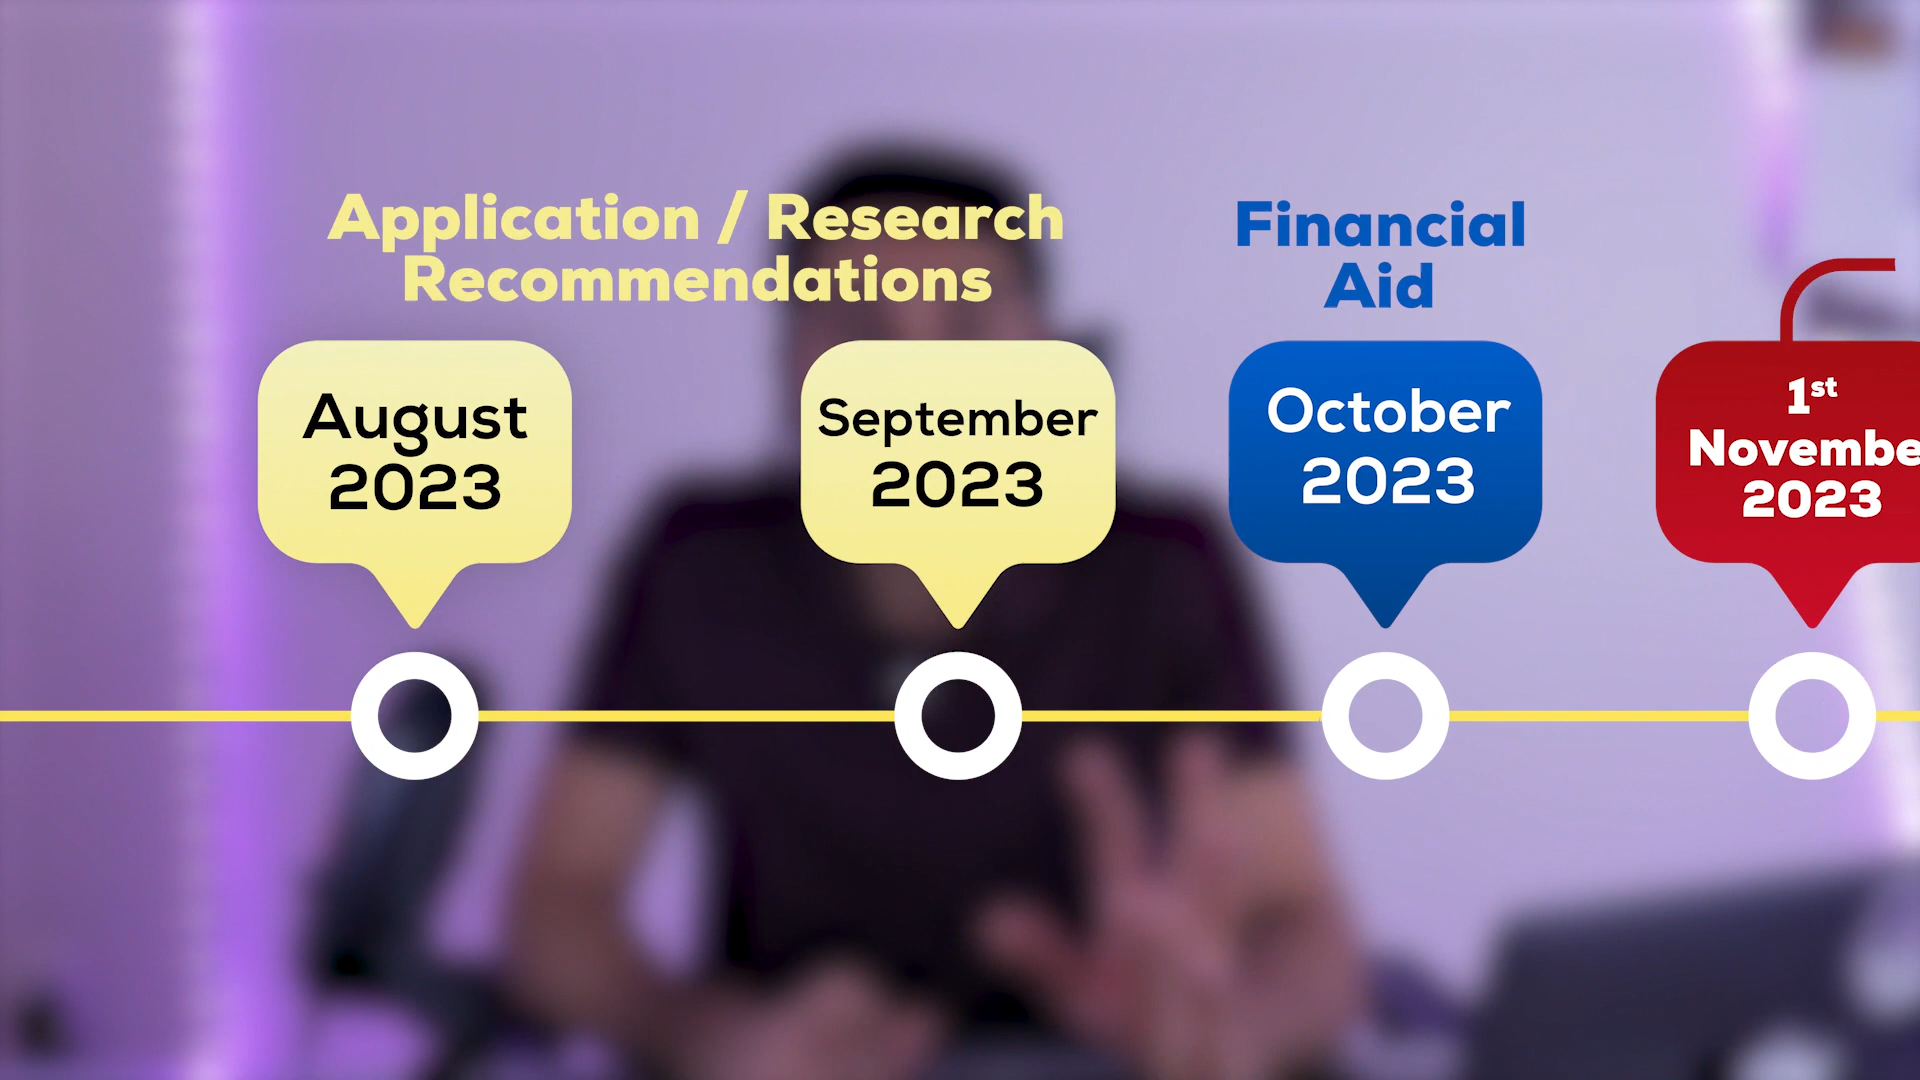 Application / Research
Recommendations
Financial
Aid
August
2023
September
2023
October
2023
1st
Novembe
2023